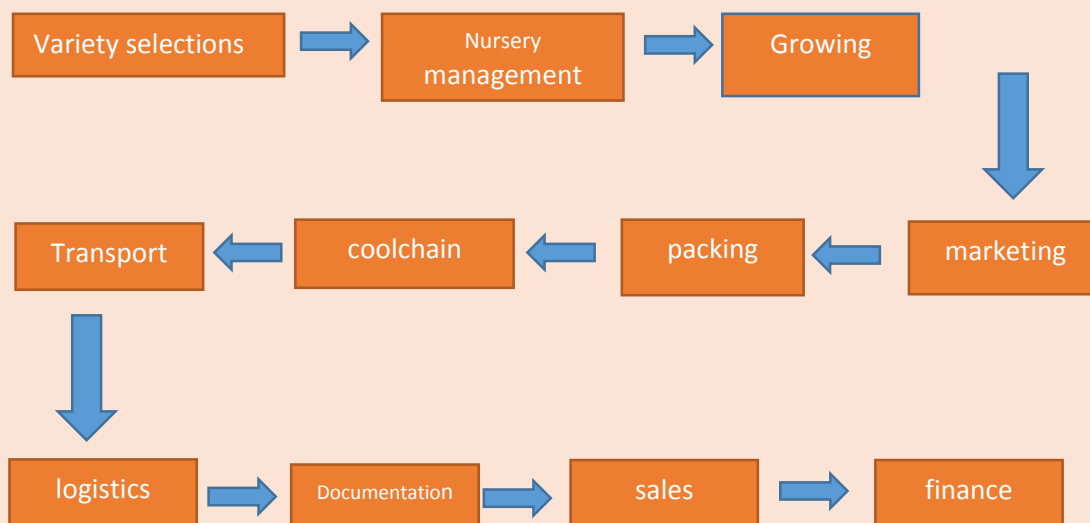 Variety selections
Nursery
management
Growing
marketing
packing
coolchain
Transport
logistics
Documentation
sales
finance